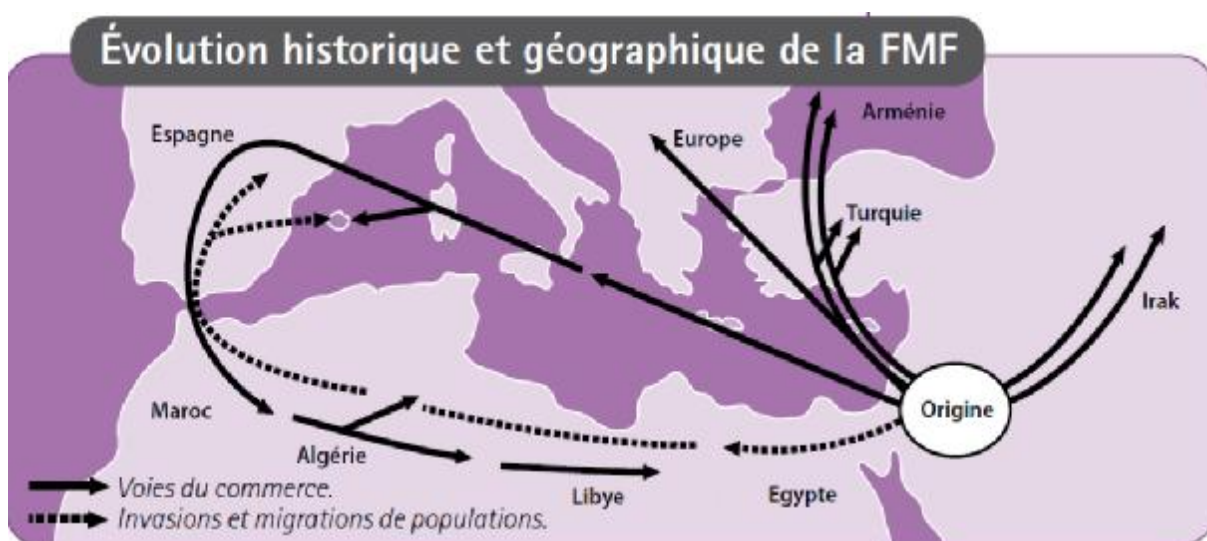 Évolution historique et géographique de la FMF
Arménie
Espagne
Europe
Turquie
Irak
Maroc
Origine
Algérie
Libye
Egypte
Voies du commerce.
Invasions et migrations de populations.